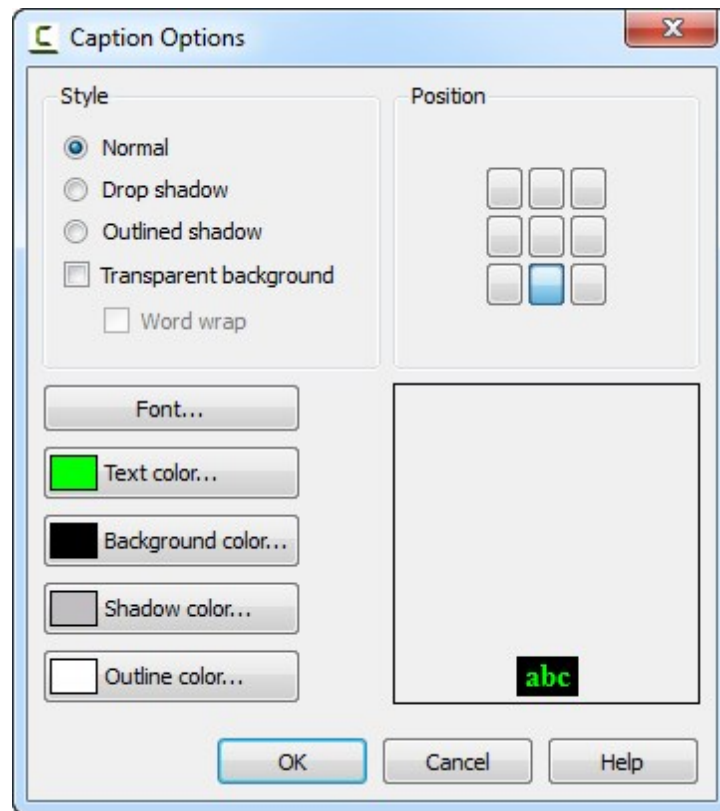 Caption Options
Style
Normal
Drop shadow
Outlined shadow
Transparent background
Word wrap
Position
Font...
Text color...
Background color...
Shadow color...
Outline color...
abc
OK
Cancel
Help